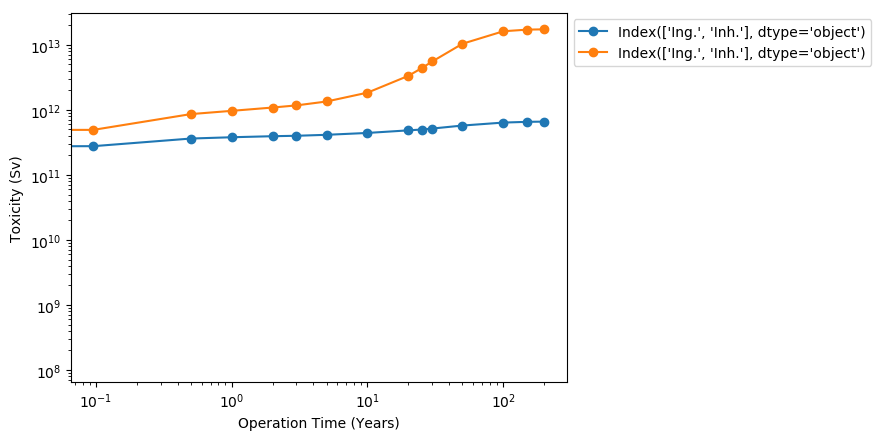 Index(['Ing.', 'Inh.'], dtype='object')
Index(['Ing.', 'Inh.'], dtype='object')
Toxicity (Sv)
10¹³
10¹²
10¹¹
10¹⁰
10⁹
10⁸
10⁻¹ 10⁰ 10¹ 10²
Operation Time (Years)